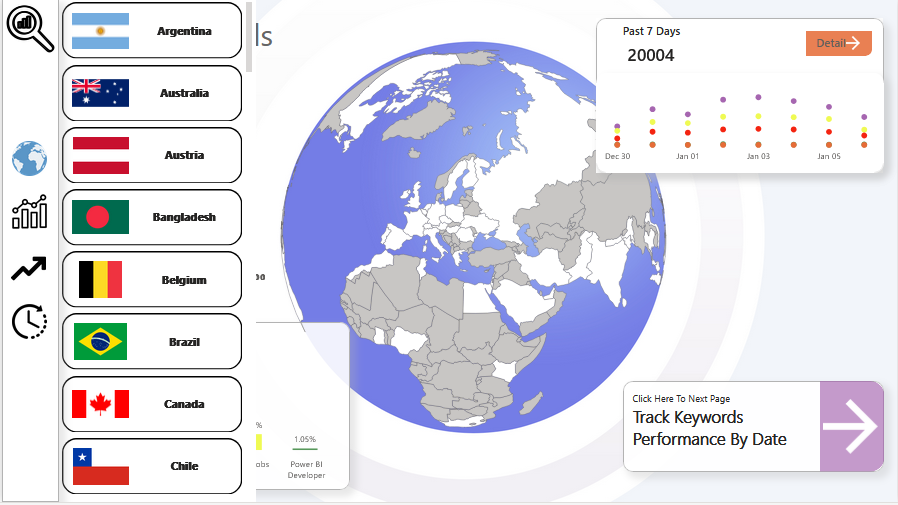 Argentina
Australia
Austria
Bangladesh
Belgium
Brazil
Canada
Chile
ls
%
1.05%
obs
Power BI
Developer
Past 7 Days
20004
Detail
Dec 30
Jan 01
Jan 03
Jan 05
Click Here To Next Page
Track Keywords
Performance By Date